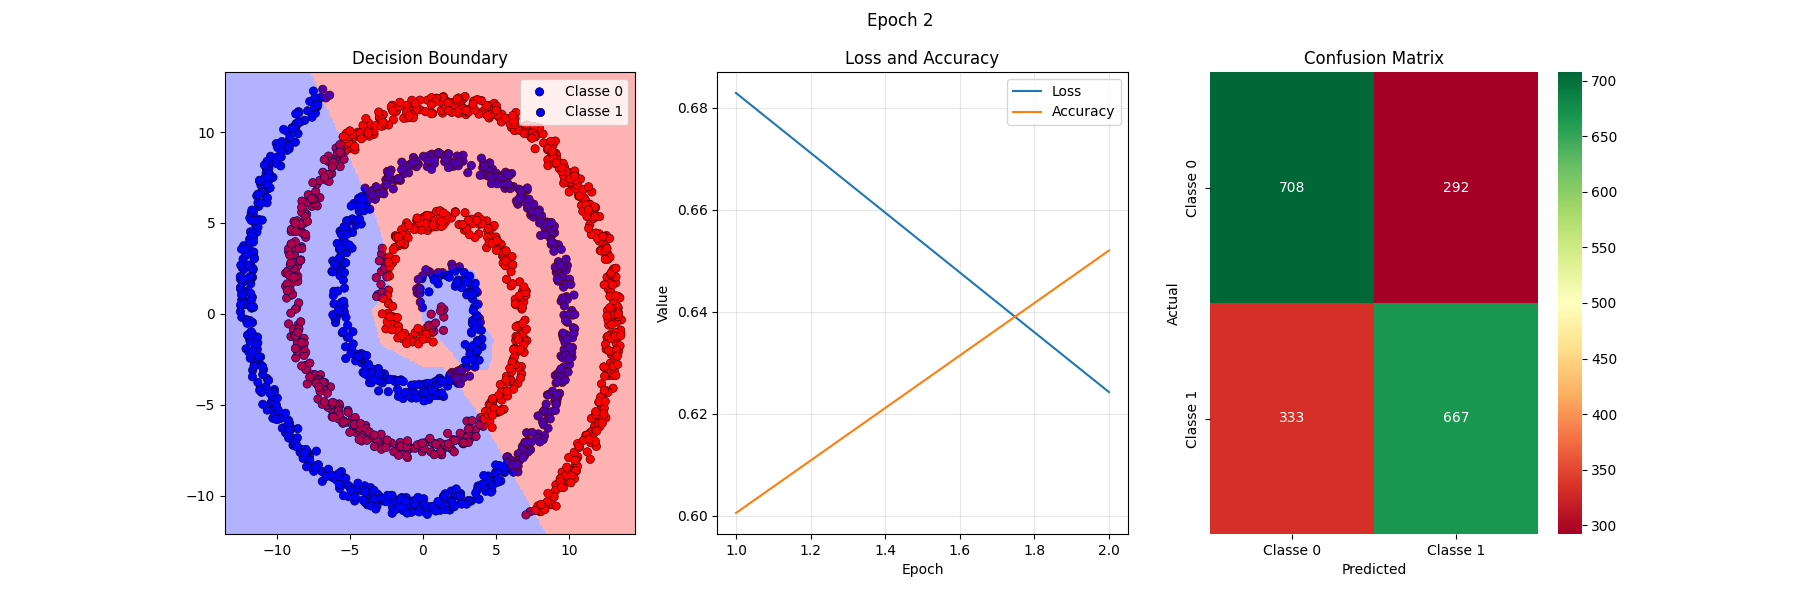 Epoch 2
Decision Boundary
Classe 0
Classe 1
10
5
0
−5
−10
−10
−5
0
5
10
Loss and Accuracy
Loss
Accuracy
Value
0.68
0.66
0.64
0.62
0.60
1.0
1.2
1.4
1.6
1.8
2.0
Epoch
Confusion Matrix
Actual
Classe 0
Classe 1
708
292
333
667
Classe 0
Classe 1
Predicted
700
650
600
550
500
450
400
350
300